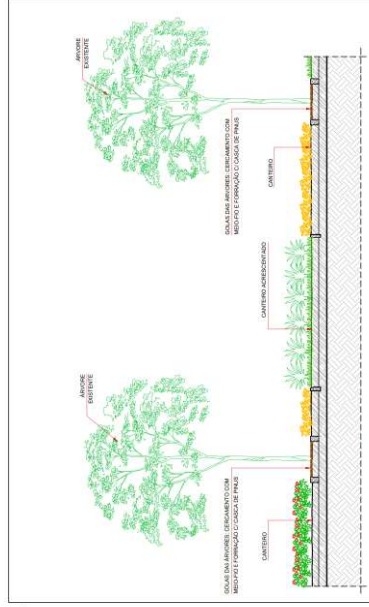 ÁRVORE
EXISTENTE
GOLAS DAS ÁRVORES: CERCAMENTO COM
MEIO-FIO E FORRAÇÃO C/ CASCA DE PINUS
CANTEIRO
CANTEIRO ACRESCENTADO
ÁRVORE
EXISTENTE
GOLAS DAS ÁRVORES: CERCAMENTO COM
MEIO-FIO E FORRAÇÃO C/ CASCA DE PINUS
CANTEIRO